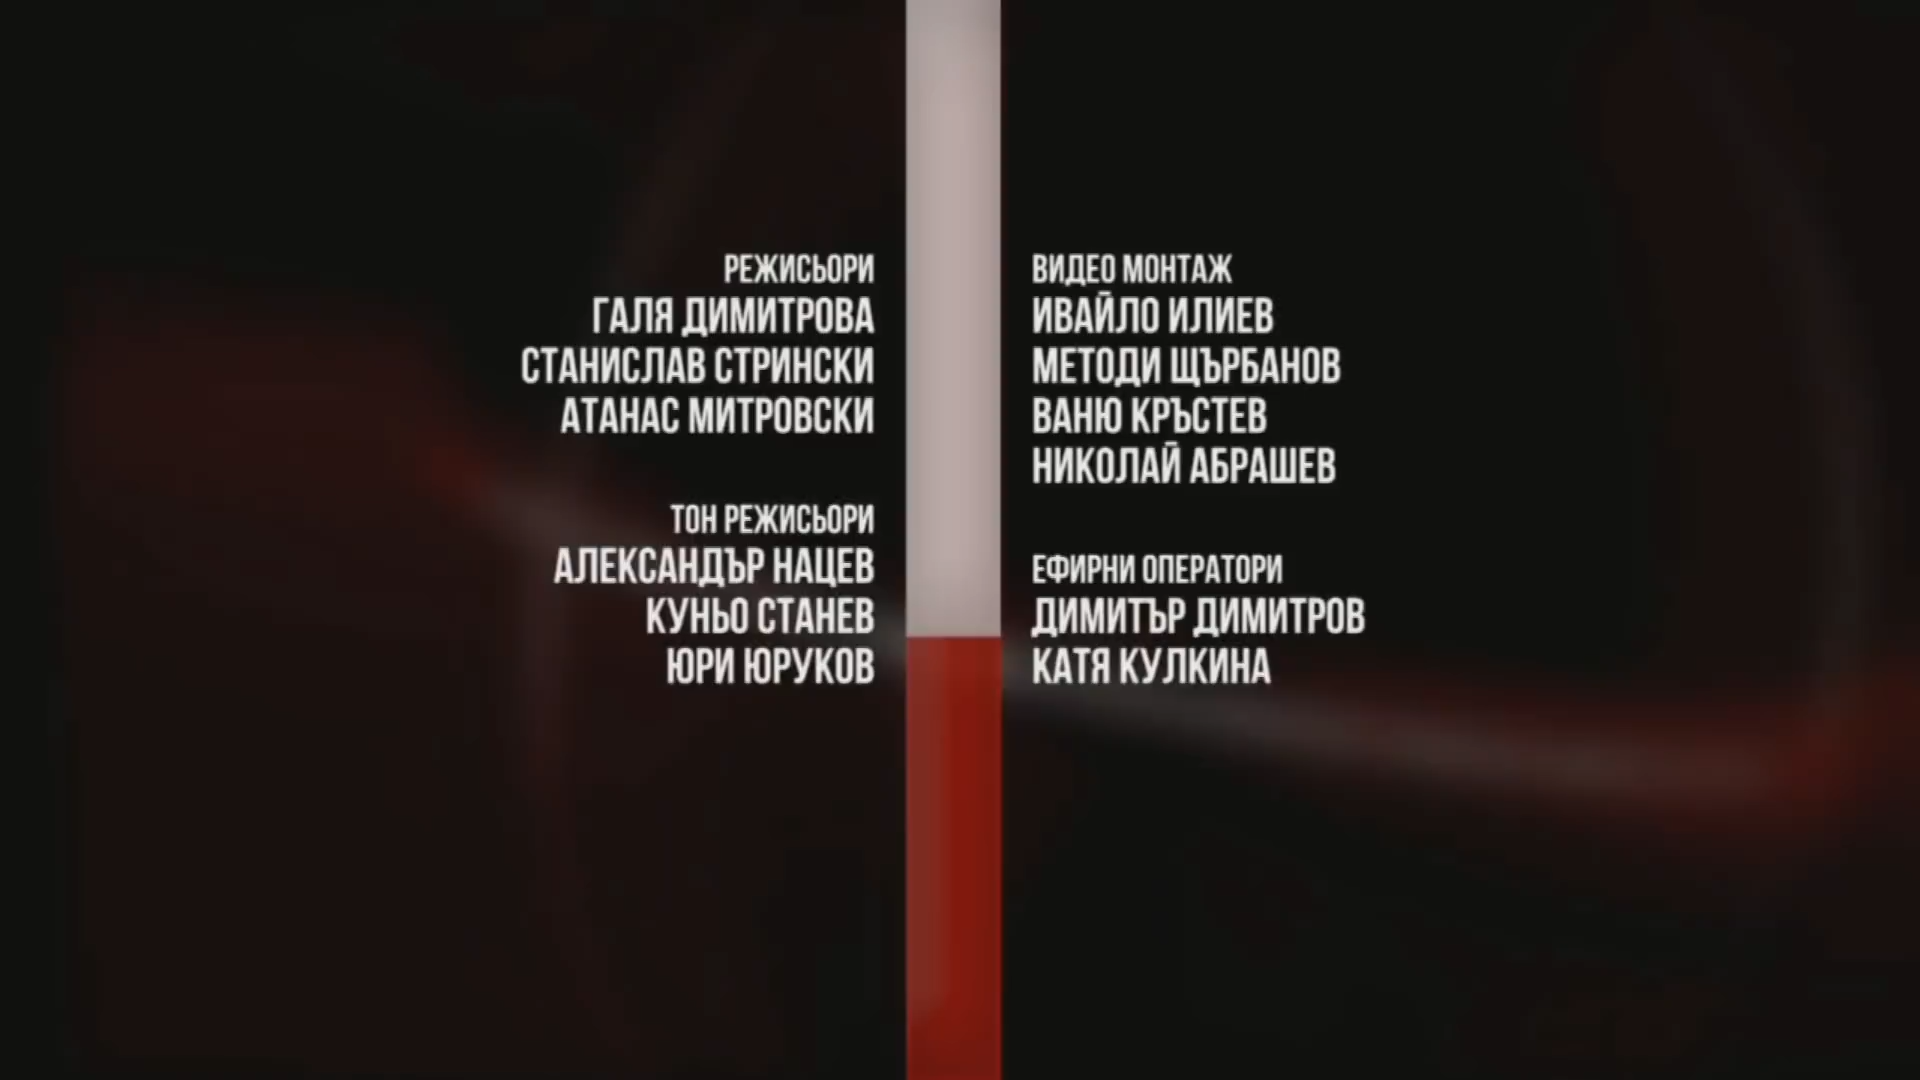 РЕЖИСЬОРИ
ГАЛЯ ДИМИТРОВА
СТАНИСЛАВ СТРИНСКИ
АТАНАС МИТРОВСКИ
ТОН РЕЖИСЬОРИ
АЛЕКСАНДЪР НАЦЕВ
КУНЬО СТАНЕВ
ЮРИ ЮРУКОВ
ВИДЕО МОНТАЖ
ИВАЙЛО ИЛИЕВ
МЕТОДИ ЩЪРБАНОВ
ВАНЮ КРЪСТЕВ
НИКОЛАЙ АБРАШЕВ
ЕФИРНИ ОПЕРАТОРИ
ДИМИТЪР ДИМИТРОВ
КАТЯ КУЛКИНА